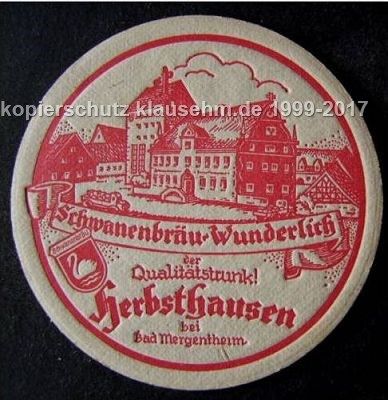 kopierschutz klausehm.de 1999-2017
Schwanenbräu-Wunderlich
der
Qualitätstrunk!
Herbsthausen
bei
Bad Mergentheim